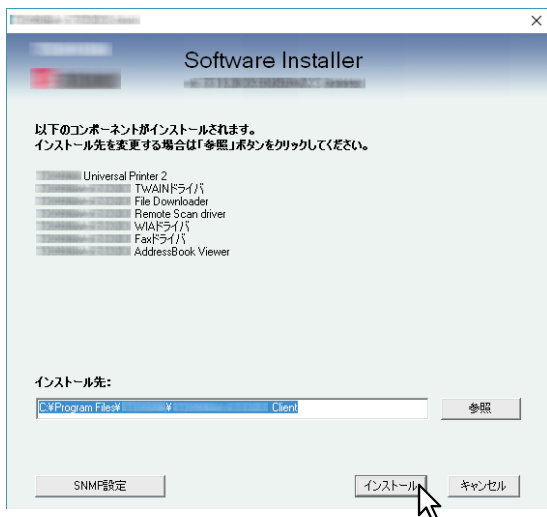 Software Installer
以下のコンポーネントがインストールされます。
インストール先を変更する場合は「参照」ボタンをクリックしてください。
Universal Printer 2
TWAINドライバ
File Downloader
Remote Scan driver
WIAドライバ
Faxドライバ
AddressBook Viewer
インストール先:
C:¥Program Files¥ ¥ Client
参照
SNMP設定
インストール
キャンセル